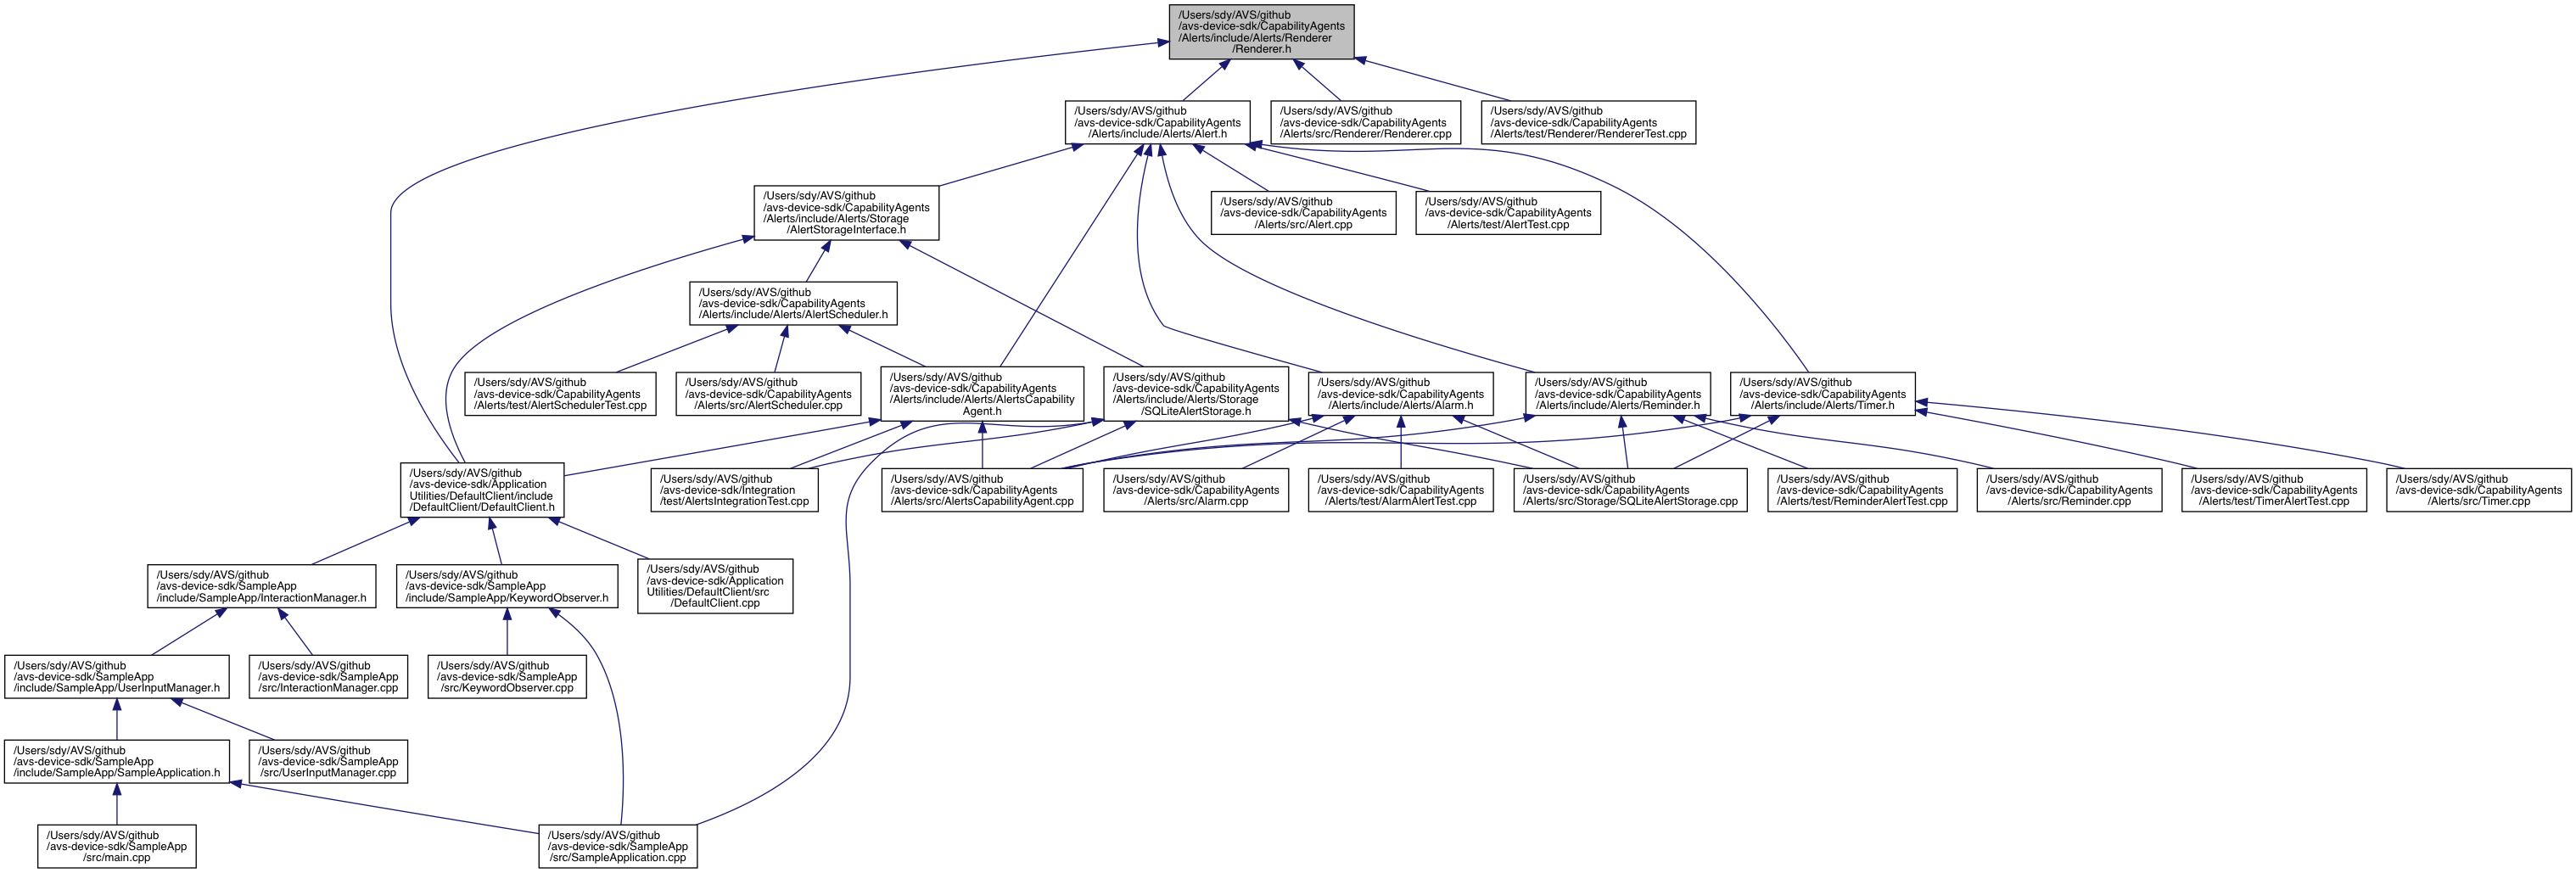 /Users/sdy/AVS/github
/avs-device-sdk/CapabilityAgents
/Alerts/include/Alerts/Renderer
/Renderer.h
/Users/sdy/AVS/github
/avs-device-sdk/CapabilityAgents
/Alerts/include/Alerts/Alert.h
/Users/sdy/AVS/github
/avs-device-sdk/CapabilityAgents
/Alerts/src/Renderer/Renderer.cpp
/Users/sdy/AVS/github
/avs-device-sdk/CapabilityAgents
/Alerts/test/Renderer/RendererTest.cpp
/Users/sdy/AVS/github
/avs-device-sdk/CapabilityAgents
/Alerts/include/Alerts/Storage
/AlertStorageInterface.h
/Users/sdy/AVS/github
/avs-device-sdk/CapabilityAgents
/Alerts/src/Alert.cpp
/Users/sdy/AVS/github
/avs-device-sdk/CapabilityAgents
/Alerts/test/AlertTest.cpp
/Users/sdy/AVS/github
/avs-device-sdk/CapabilityAgents
/Alerts/include/Alerts/AlertScheduler.h
/Users/sdy/AVS/github
/avs-device-sdk/CapabilityAgents
/Alerts/test/AlertSchedulerTest.cpp
/Users/sdy/AVS/github
/avs-device-sdk/CapabilityAgents
/Alerts/src/AlertScheduler.cpp
/Users/sdy/AVS/github
/avs-device-sdk/CapabilityAgents
/Alerts/include/Alerts/AlertsCapability
Agent.h
/Users/sdy/AVS/github
/avs-device-sdk/CapabilityAgents
/Alerts/include/Alerts/Storage
/SQLiteAlertStorage.h
/Users/sdy/AVS/github
/avs-device-sdk/CapabilityAgents
/Alerts/include/Alerts/Alarm.h
/Users/sdy/AVS/github
/avs-device-sdk/CapabilityAgents
/Alerts/include/Alerts/Reminder.h
/Users/sdy/AVS/github
/avs-device-sdk/CapabilityAgents
/Alerts/include/Alerts/Timer.h
/Users/sdy/AVS/github
/avs-device-sdk/Application
Utilities/DefaultClient/include
/DefaultClient/DefaultClient.h
/Users/sdy/AVS/github
/avs-device-sdk/Integration
/test/AlertsIntegrationTest.cpp
/Users/sdy/AVS/github
/avs-device-sdk/CapabilityAgents
/Alerts/src/AlertsCapabilityAgent.cpp
/Users/sdy/AVS/github
/avs-device-sdk/CapabilityAgents
/Alerts/src/Alarm.cpp
/Users/sdy/AVS/github
/avs-device-sdk/CapabilityAgents
/Alerts/test/AlarmAlertTest.cpp
/Users/sdy/AVS/github
/avs-device-sdk/CapabilityAgents
/Alerts/src/Storage/SQLiteAlertStorage.cpp
/Users/sdy/AVS/github
/avs-device-sdk/CapabilityAgents
/Alerts/test/ReminderAlertTest.cpp
/Users/sdy/AVS/github
/avs-device-sdk/CapabilityAgents
/Alerts/src/Reminder.cpp
/Users/sdy/AVS/github
/avs-device-sdk/CapabilityAgents
/Alerts/test/TimerAlertTest.cpp
/Users/sdy/AVS/github
/avs-device-sdk/CapabilityAgents
/Alerts/src/Timer.cpp
/Users/sdy/AVS/github
/avs-device-sdk/SampleApp
/include/SampleApp/InteractionManager.h
/Users/sdy/AVS/github
/avs-device-sdk/SampleApp
/include/SampleApp/KeywordObserver.h
/Users/sdy/AVS/github
/avs-device-sdk/Application
Utilities/DefaultClient/src
/DefaultClient.cpp
/Users/sdy/AVS/github
/avs-device-sdk/SampleApp
/include/SampleApp/UserInputManager.h
/Users/sdy/AVS/github
/avs-device-sdk/SampleApp
/src/InteractionManager.cpp
/Users/sdy/AVS/github
/avs-device-sdk/SampleApp
/src/KeywordObserver.cpp
/Users/sdy/AVS/github
/avs-device-sdk/SampleApp
/include/SampleApp/SampleApplication.h
/Users/sdy/AVS/github
/avs-device-sdk/SampleApp
/src/UserInputManager.cpp
/Users/sdy/AVS/github
/avs-device-sdk/SampleApp
/src/main.cpp
/Users/sdy/AVS/github
/avs-device-sdk/SampleApp
/src/SampleApplication.cpp